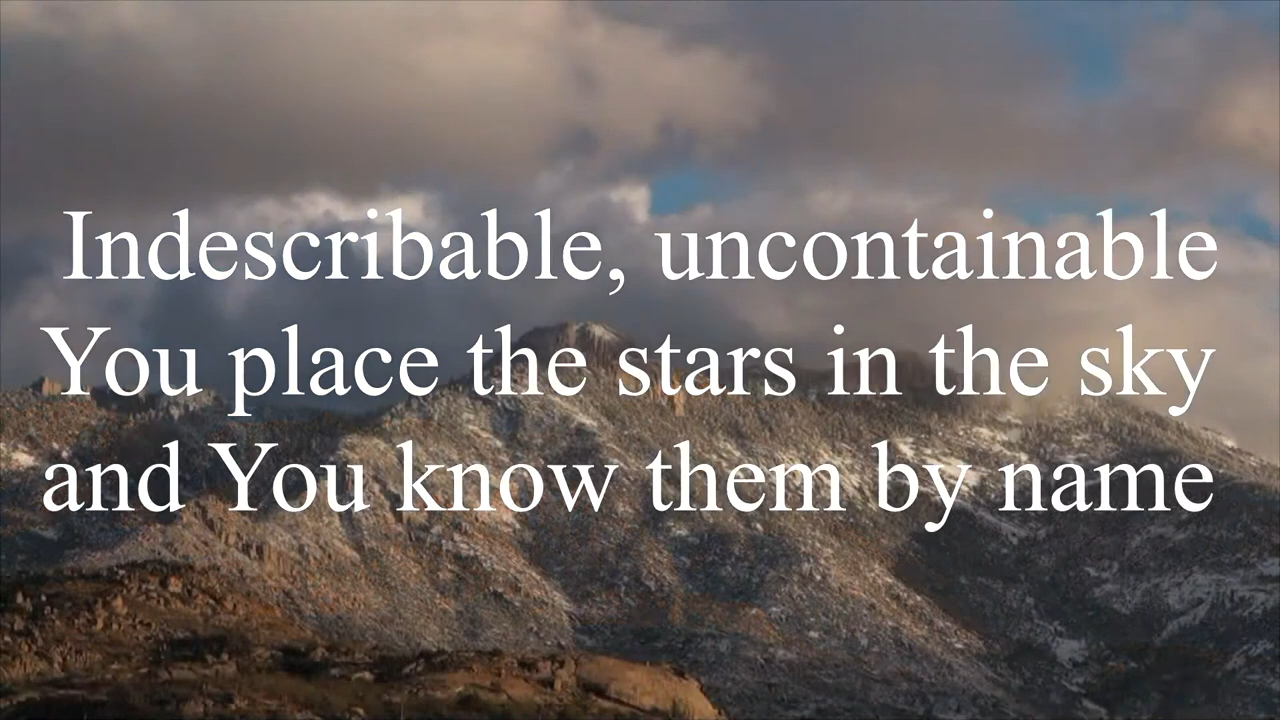 Indescribable, uncontainable
You place the stars in the sky
and You know them by name